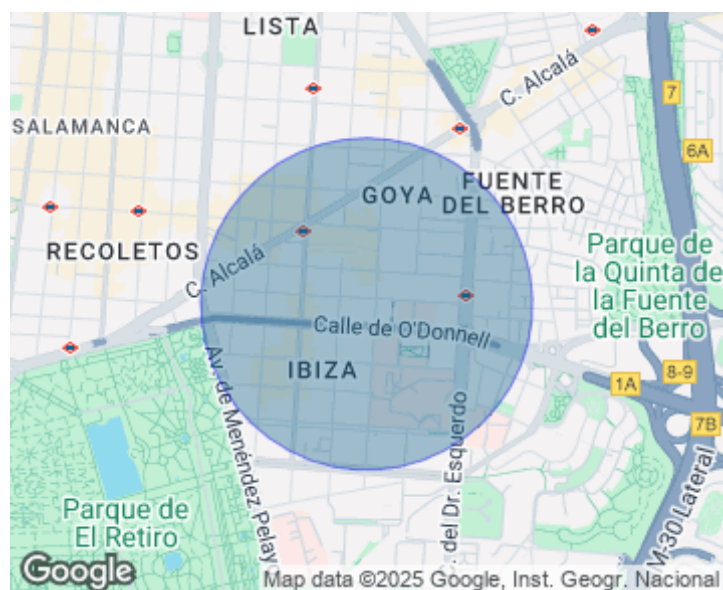 LISTA
C. Alcalá
7
6A
SALAMANCA
GOYA
FUENTE
DEL BERRO
RECOLETOS
C. Alcalá
Parque de
la Quinta de
la Fuente
del Berro
Calle de O'Donnell
IBIZA
Av. de Menéndez Pelay
. del Dr. Esquerdo
1A
8-9
7B
M-30 Lateral
Parque de
El Retiro
Google
Map data ©2025 Google, Inst. Geogr. Nacional